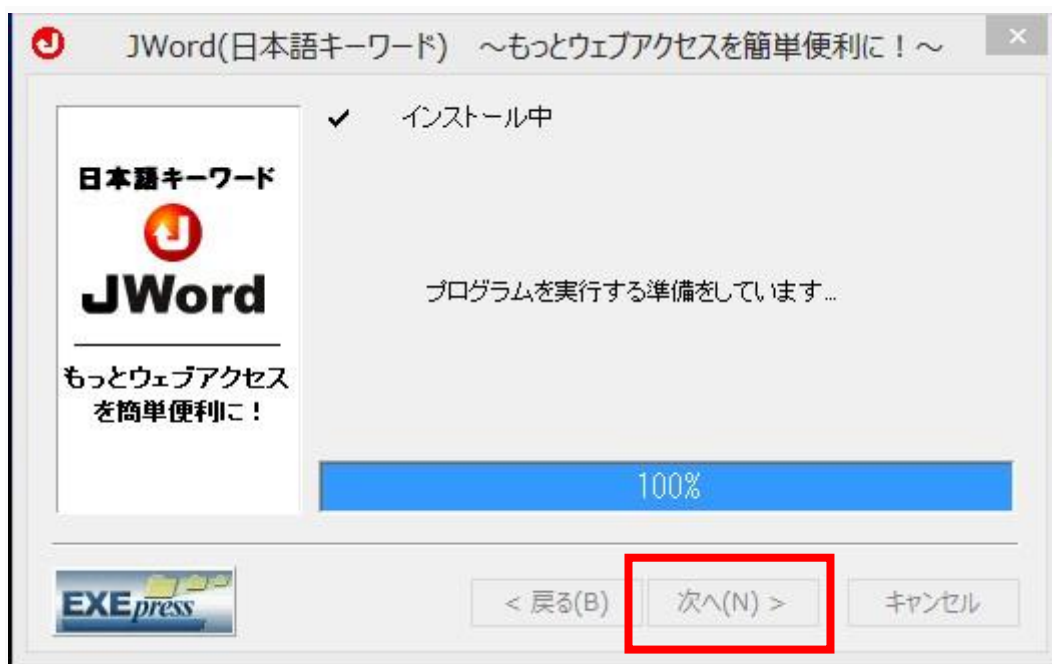 JWord(日本語キーワード) ～もっとウェブアクセスを簡単便利に！～
✔ インストール中
日本語キーワード
JWord
もっとウェブアクセス
を簡単便利に！
プログラムを実行する準備をしています...
100%
EXEpress
< 戻る(B)
次へ(N) >
キャンセル